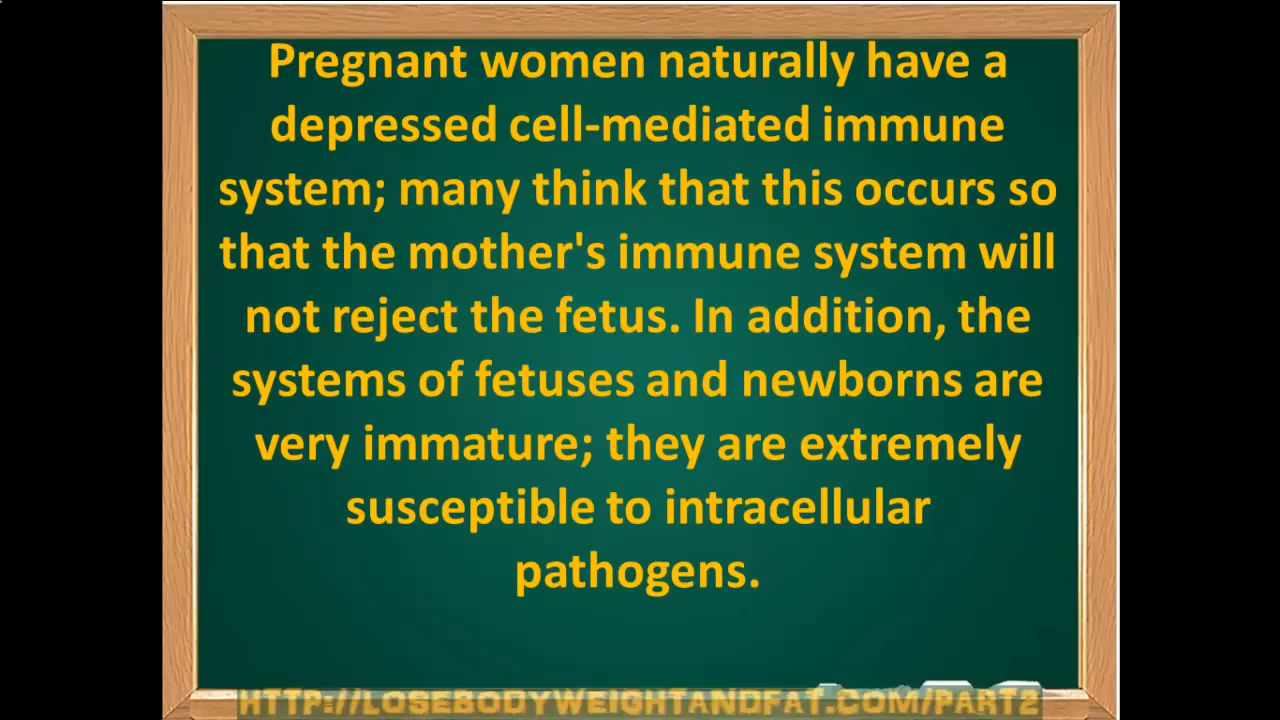 Pregnant women naturally have a
depressed cell-mediated immune
system; many think that this occurs so
that the mother's immune system will
not reject the fetus. In addition, the
systems of fetuses and newborns are
very immature; they are extremely
susceptible to intracellular
pathogens.
HTTP://LOSEBODYWEIGHTANDFAT.COM/PART2